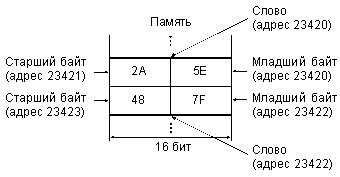 Слово
(адрес 23420)
Память
Старший байт
(адрес 23421)
2A
5E
Младший байт
(адрес 23420)
Старший байт
(адрес 23423)
48
7F
Младший байт
(адрес 23422)
16 бит
Слово
(адрес 23422)